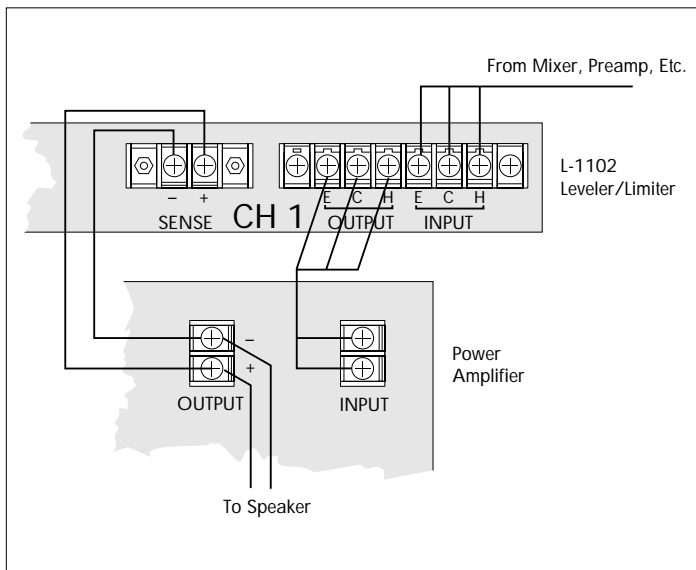 From Mixer, Preamp, Etc.
L-1102
Leveler/Limiter
E C H E C H
– +
SENSE CH 1 OUTPUT INPUT
–
+
OUTPUT INPUT
Power
Amplifier
To Speaker